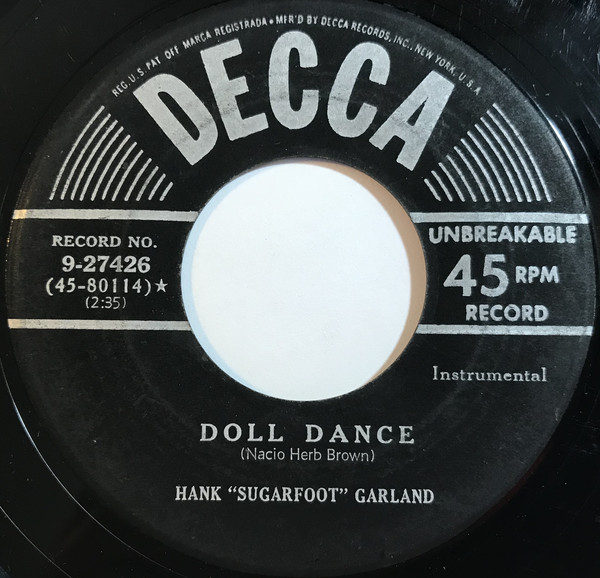 REG. U.S. PAT. OFF. MARCA REGISTRADA • MFR'D BY DECCA RECORDS, INC., NEW YORK, U.S.A.
DECCA
RECORD NO.
9-27426
(45-80114)★
(2:35)
UNBREAKABLE
45 RPM
RECORD
Instrumental
DOLL DANCE
(Nacio Herb Brown)
HANK "SUGARFOOT" GARLAND